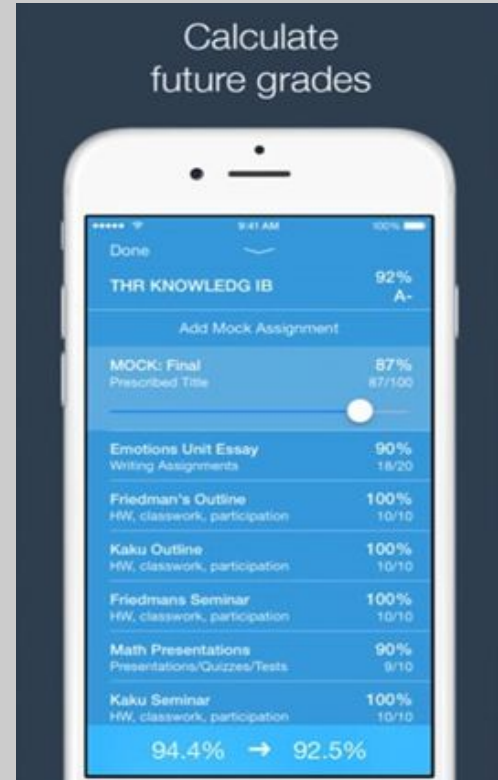 Calculate
future grades
9:41 AM 100%
Done
THR KNOWLEDG IB 92%
A-
Add Mock Assignment
MOCK: Final 87%
Prescribed Title 87/100
Emotions Unit Essay 90%
Writing Assignments 18/20
Friedman's Outline 100%
HW, classwork, participation 10/10
Kaku Outline 100%
HW, classwork, participation 10/10
Friedmans Seminar 100%
HW, classwork, participation 10/10
Math Presentations 90%
Presentations/Quizzes/Tests 9/10
Kaku Seminar 100%
HW, classwork, participation 10/10
94.4% → 92.5%